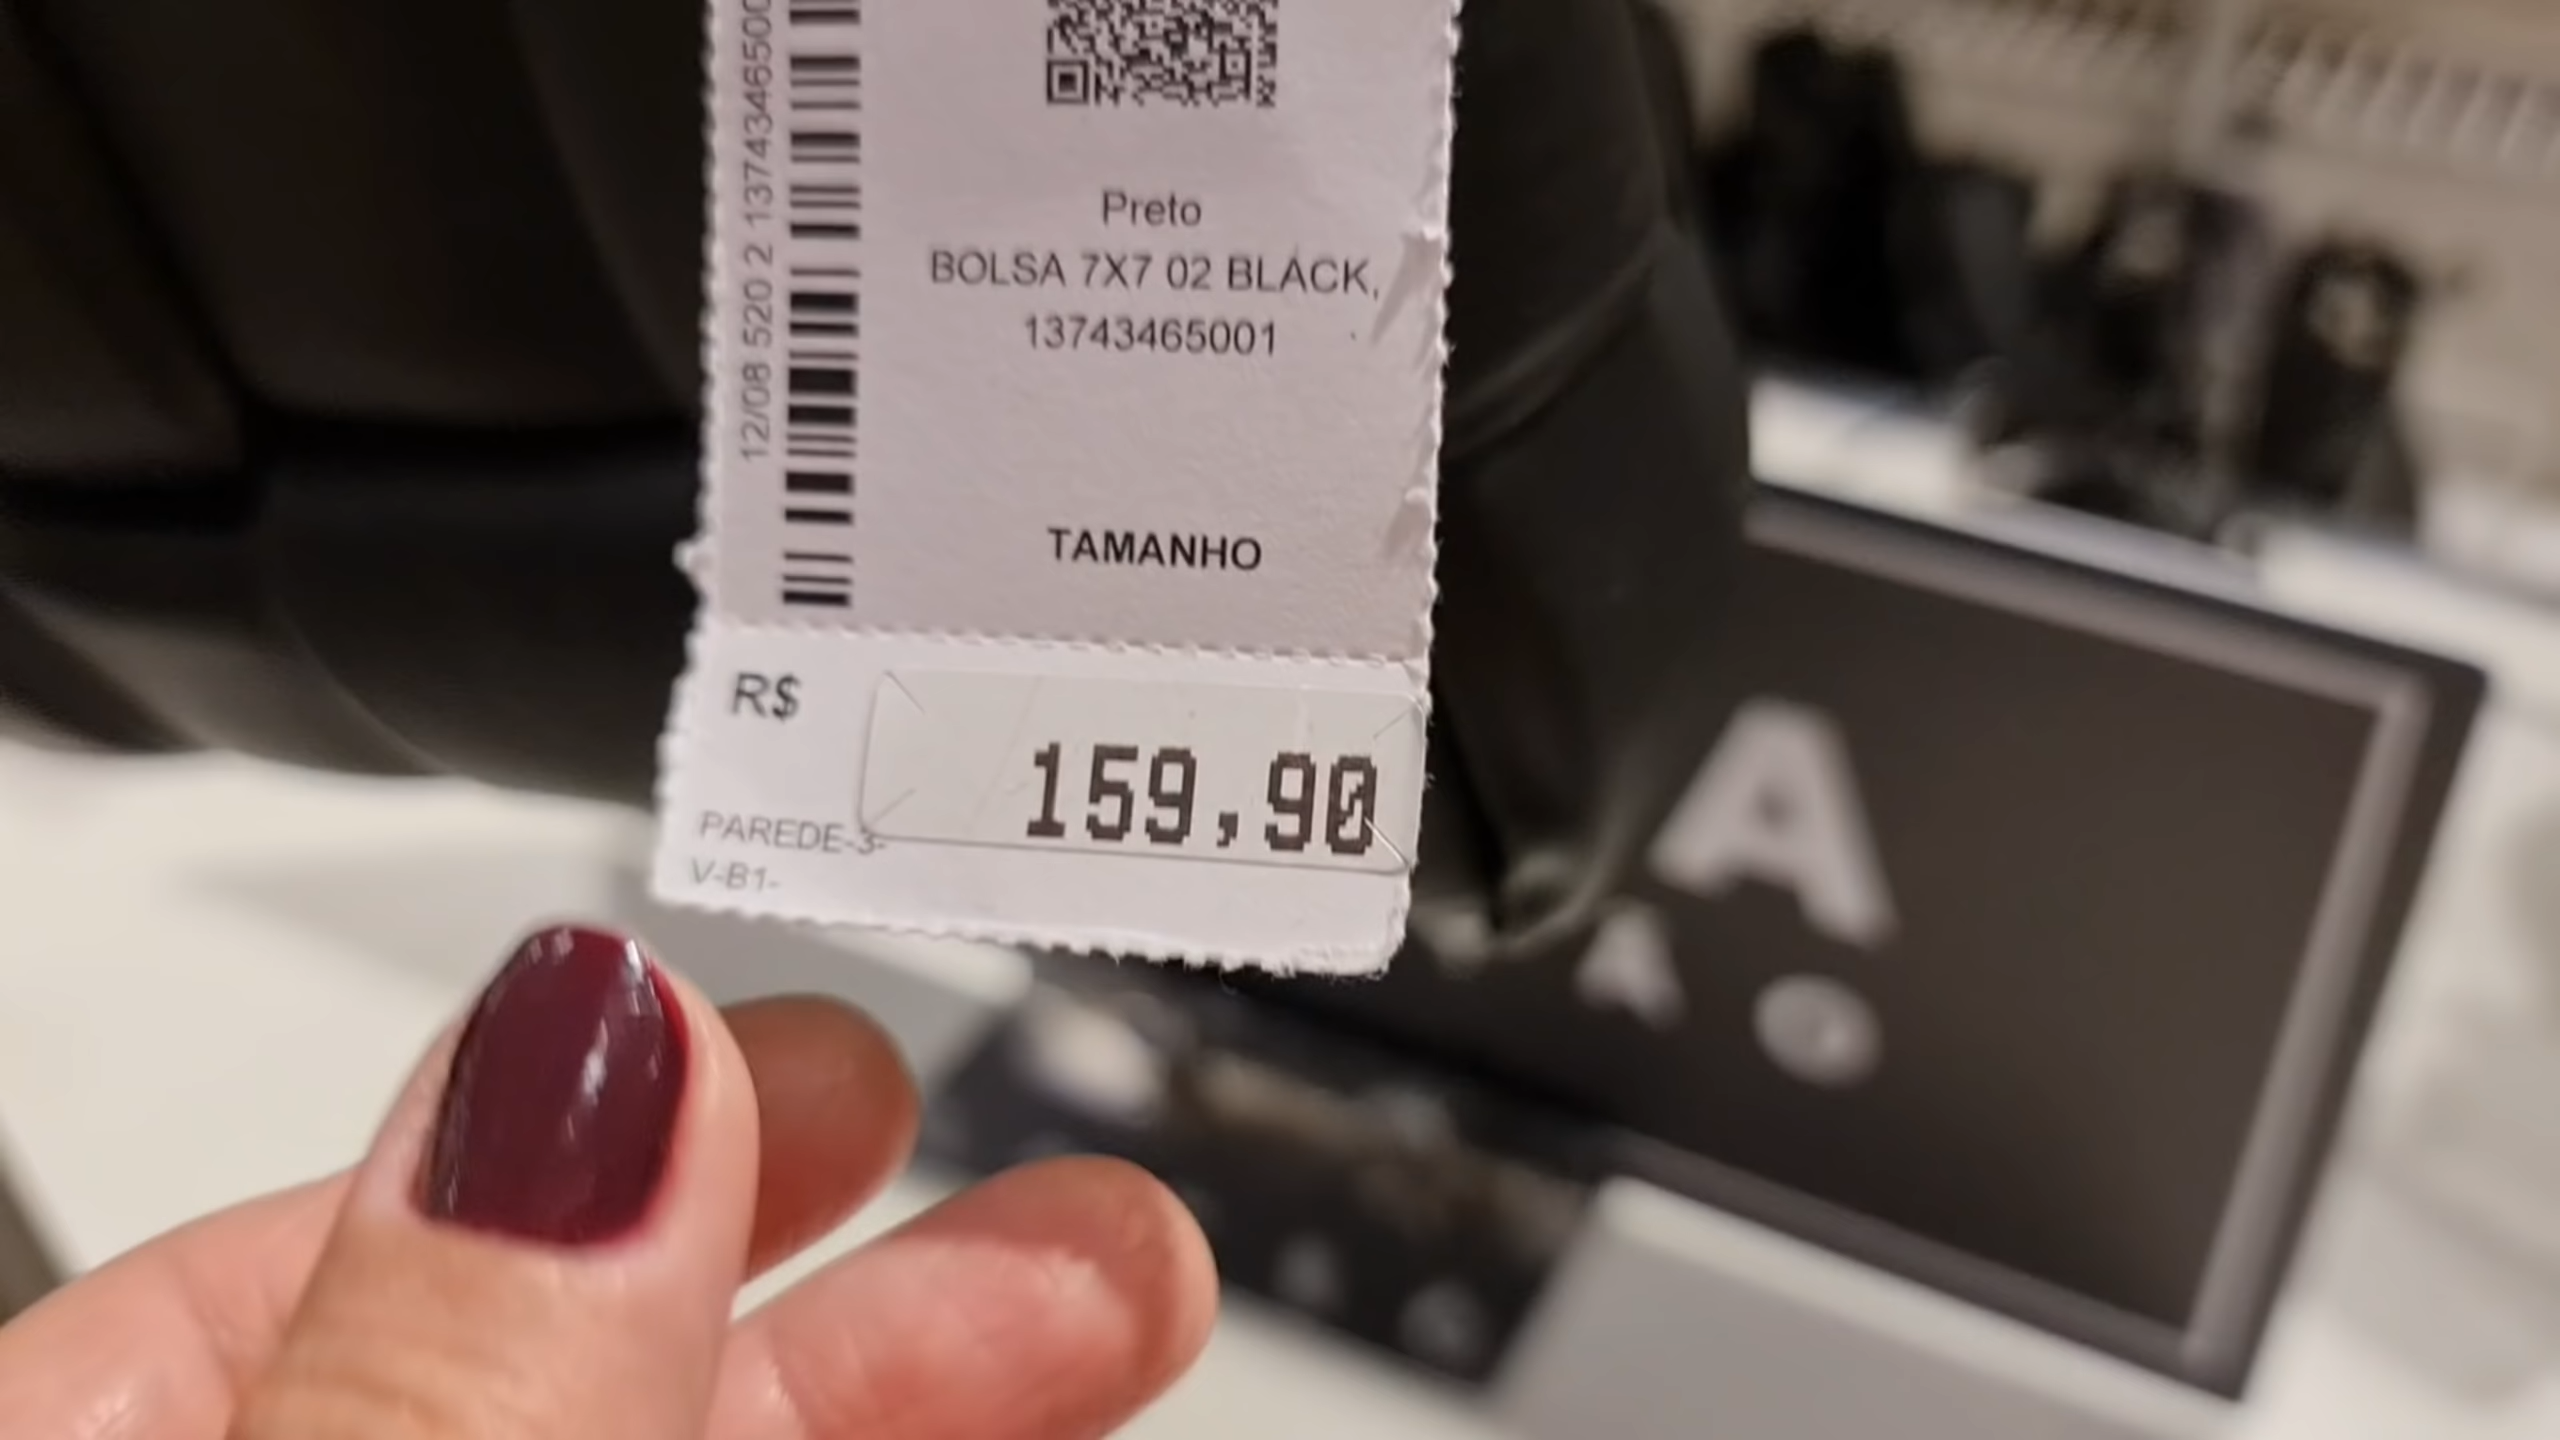 12/08 520 2 1374346500
Preto
BOLSA 7X7 02 BLACK,
13743465001
TAMANHO
R$
159,90
PAREDE-3-
V-B1-
A
A